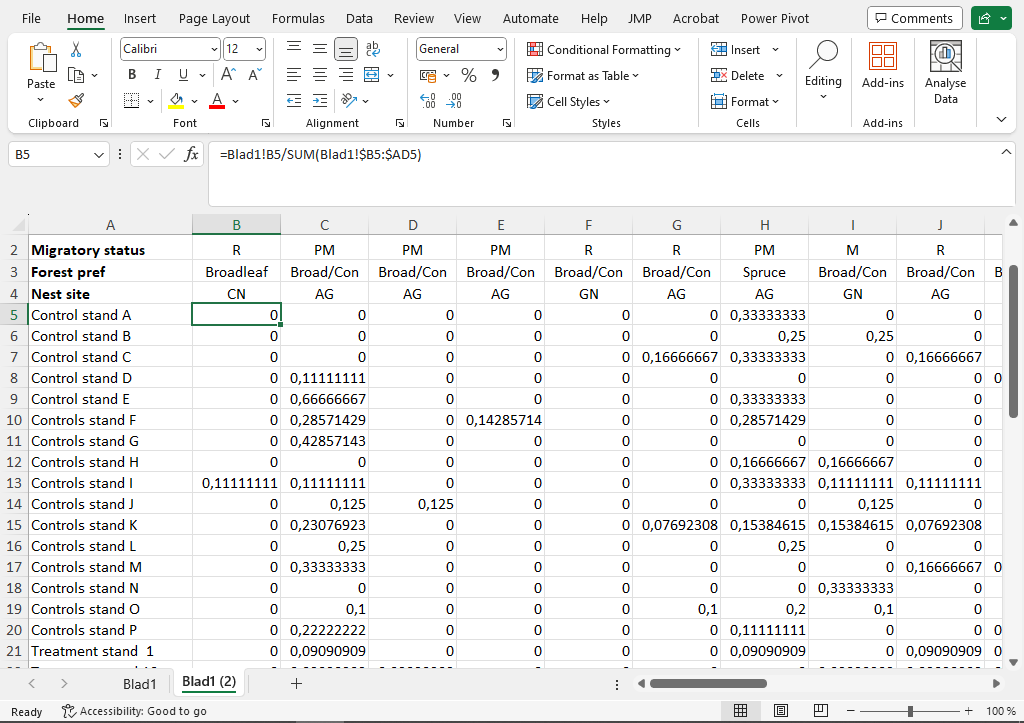 File Home Insert Page Layout Formulas Data Review View Automate Help JMP Acrobat Power Pivot Comments
Calibri 12 General Conditional Formatting Insert
Paste B I U A A % Format as Table Delete Editing Add-ins Analyse Data
A Cell Styles Format
Clipboard Font Alignment Number Styles Cells Add-ins
B5 fx =Blad1!B5/SUM(Blad1!$B5:$AD5)
A B C D E F G H I J
2 Migratory status R PM PM PM R R PM M R
3 Forest pref Broadleaf Broad/Con Broad/Con Broad/Con Broad/Con Broad/Con Spruce Broad/Con Broad/Con B
4 Nest site CN AG AG AG GN AG AG GN AG
5 Control stand A 0 0 0 0 0 0 0,33333333 0 0
6 Control stand B 0 0 0 0 0 0 0,25 0,25 0
7 Control stand C 0 0 0 0 0 0,16666667 0,33333333 0 0,16666667
8 Control stand D 0 0,11111111 0 0 0 0 0 0 0 0
9 Control stand E 0 0,66666667 0 0 0 0 0,33333333 0 0
10 Controls stand F 0 0,28571429 0 0,14285714 0 0 0,28571429 0 0
11 Controls stand G 0 0,42857143 0 0 0 0 0 0 0
12 Controls stand H 0 0 0 0 0 0 0,16666667 0,16666667 0
13 Controls stand I 0,11111111 0,11111111 0 0 0 0 0,33333333 0,11111111 0,11111111
14 Controls stand J 0 0,125 0,125 0 0 0 0 0,125 0
15 Controls stand K 0 0,23076923 0 0 0 0,07692308 0,15384615 0,15384615 0,07692308
16 Controls stand L 0 0,25 0 0 0 0 0,25 0 0
17 Controls stand M 0 0,33333333 0 0 0 0 0 0 0,16666667 0
18 Controls stand N 0 0 0 0 0 0 0 0,33333333 0
19 Controls stand O 0 0,1 0 0 0 0,1 0,2 0,1 0
20 Controls stand P 0 0,22222222 0 0 0 0 0,11111111 0 0 0
21 Treatment stand 1 0 0,09090909 0 0 0 0 0,09090909 0 0,09090909 0
Blad1 Blad1 (2)
Ready Accessibility: Good to go 100 %